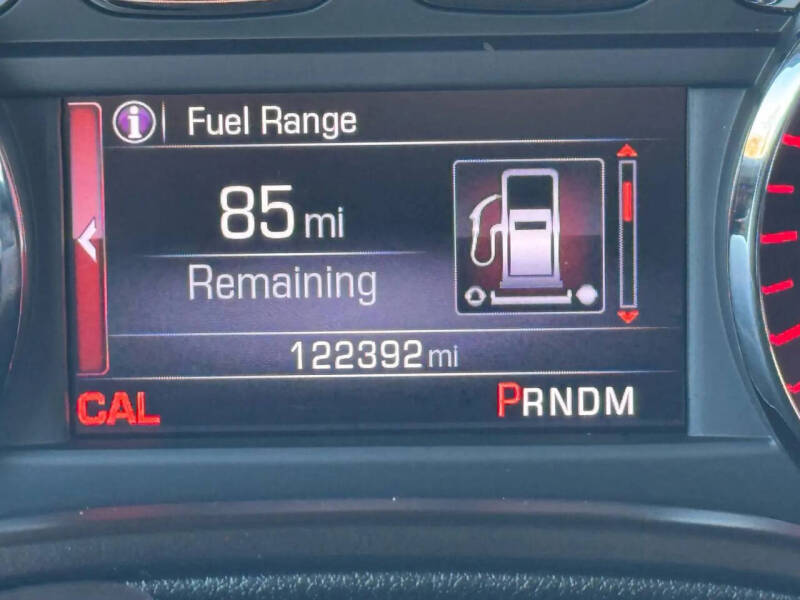 i Fuel Range
85 mi
Remaining
122392 mi
CAL PRNDM